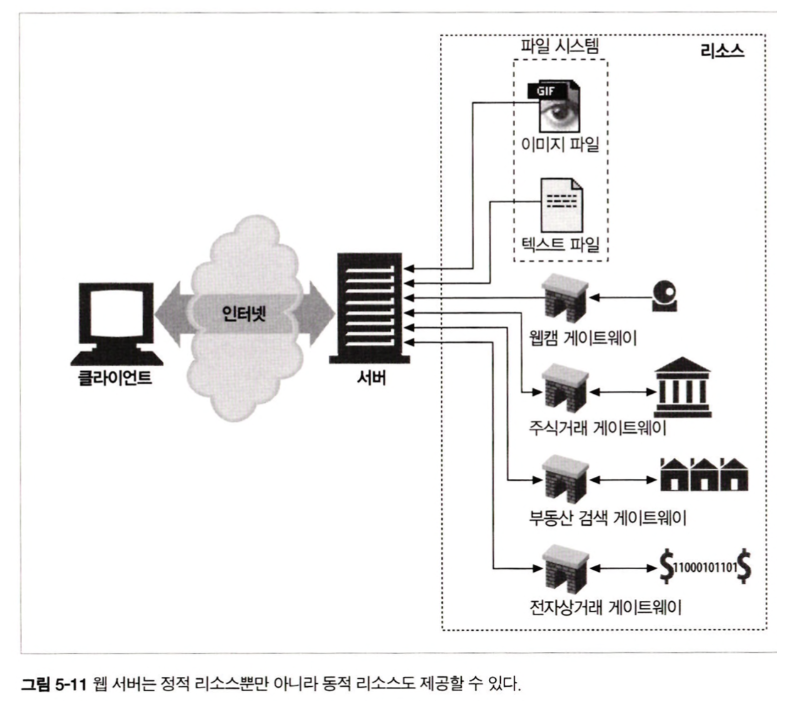 파일 시스템
리소스
GIF
이미지 파일
텍스트 파일
인터넷
클라이언트
서버
웹캠 게이트웨이
주식거래 게이트웨이
부동산 검색 게이트웨이
전자상거래 게이트웨이
$11000101101$
그림 5-11 웹 서버는 정적 리소스뿐만 아니라 동적 리소스도 제공할 수 있다.